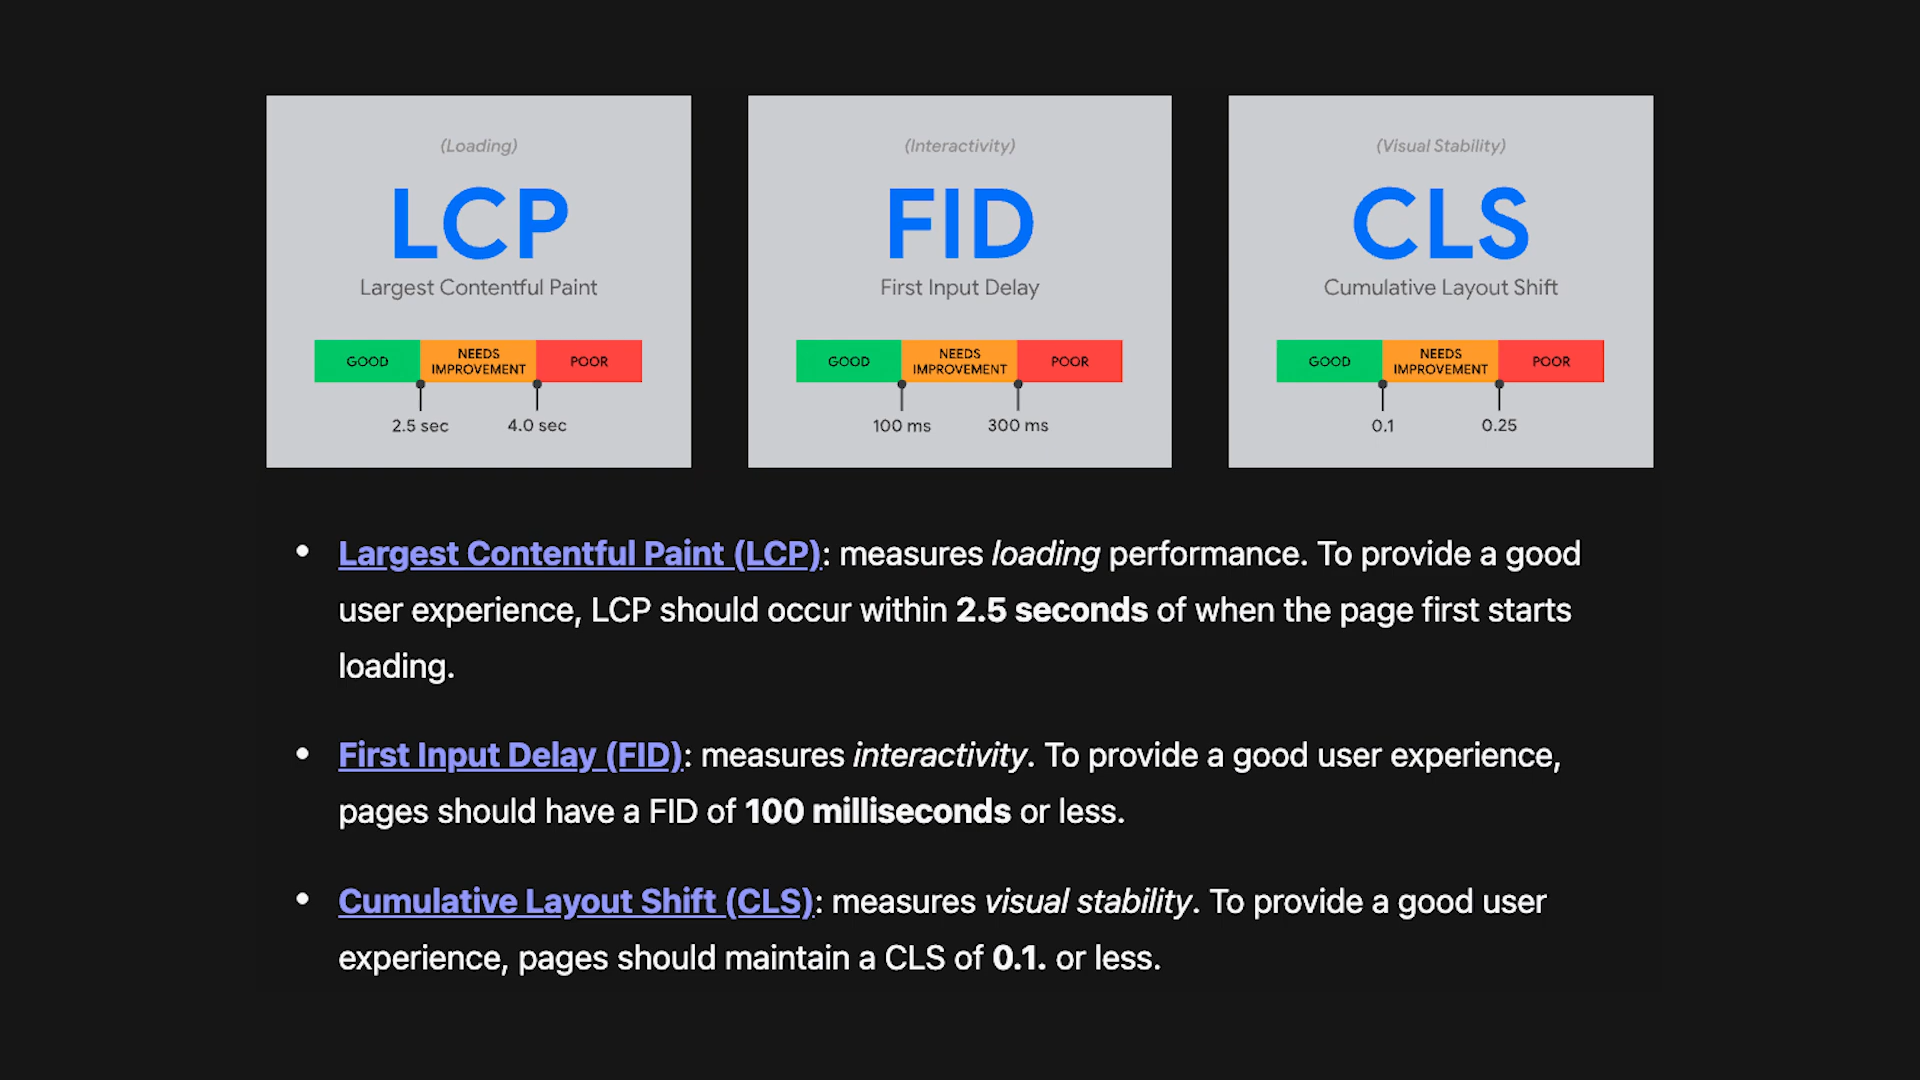 (Loading)
LCP
Largest Contentful Paint
GOOD
NEEDS
IMPROVEMENT
POOR
2.5 sec
4.0 sec
(Interactivity)
FID
First Input Delay
GOOD
NEEDS
IMPROVEMENT
POOR
100 ms
300 ms
(Visual Stability)
CLS
Cumulative Layout Shift
GOOD
NEEDS
IMPROVEMENT
POOR
0.1
0.25
• Largest Contentful Paint (LCP): measures loading performance. To provide a good
user experience, LCP should occur within 2.5 seconds of when the page first starts
loading.
• First Input Delay (FID): measures interactivity. To provide a good user experience,
pages should have a FID of 100 milliseconds or less.
• Cumulative Layout Shift (CLS): measures visual stability. To provide a good user
experience, pages should maintain a CLS of 0.1. or less.